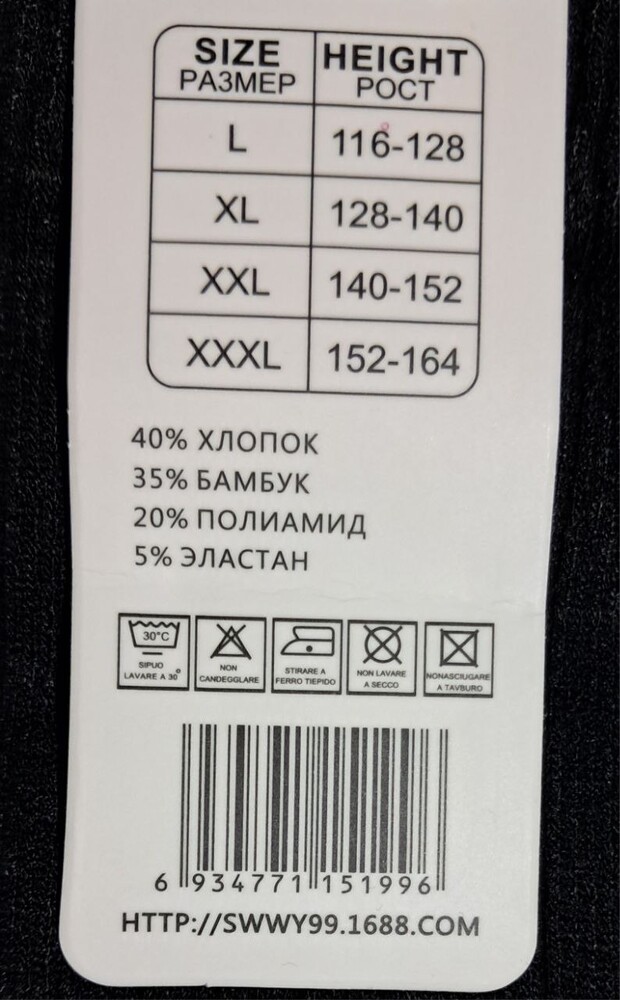 SIZE HEIGHT
РАЗМЕР РОСТ
L 116-128
XL 128-140
XXL 140-152
XXXL 152-164
40% ХЛОПОК
35% БАМБУК
20% ПОЛИАМИД
5% ЭЛАСТАН
30°C
SIPUO
LAVARE A 30°
NON
CANDEGGLARE
STIRARE A
FERRO TIEPIDO
NON LAVARE
A SECCO
NONASCIUGARE
A TAVBURO
6 934771 151996
HTTP://SWWY99.1688.COM